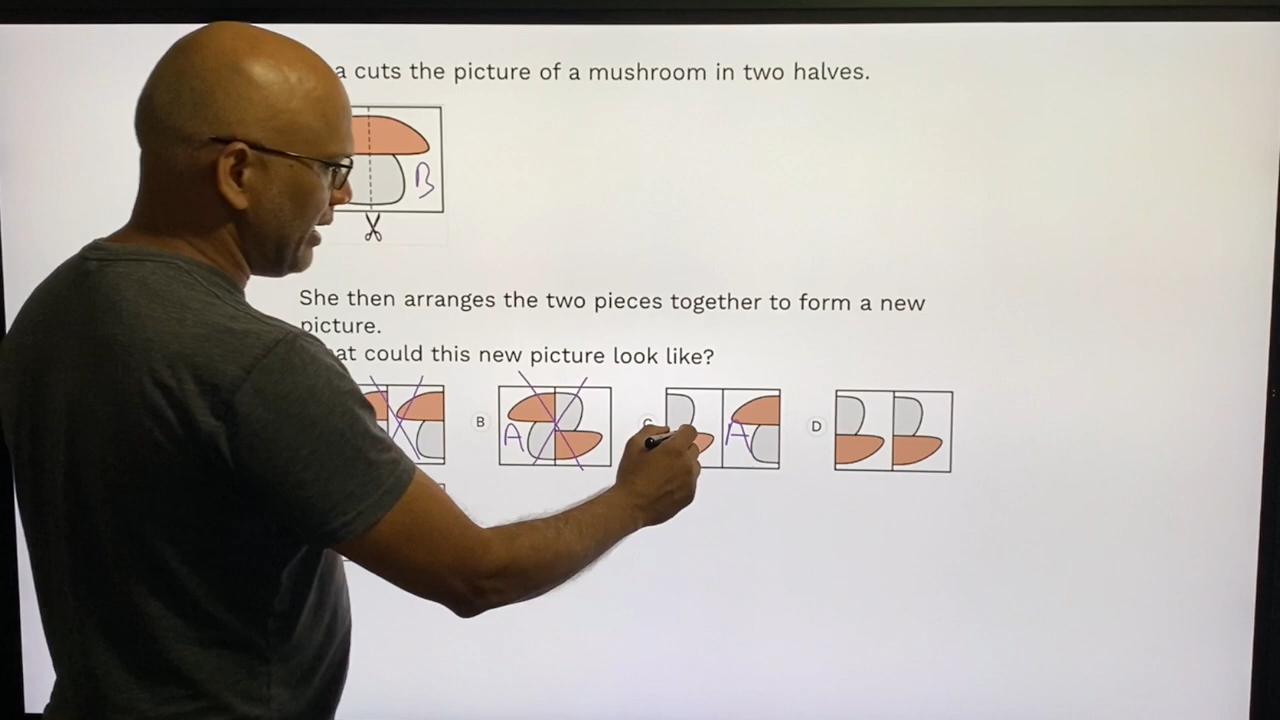 a cuts the picture of a mushroom in two halves.
B
She then arranges the two pieces together to form a new
picture.
at could this new picture look like?
B
A
A
D